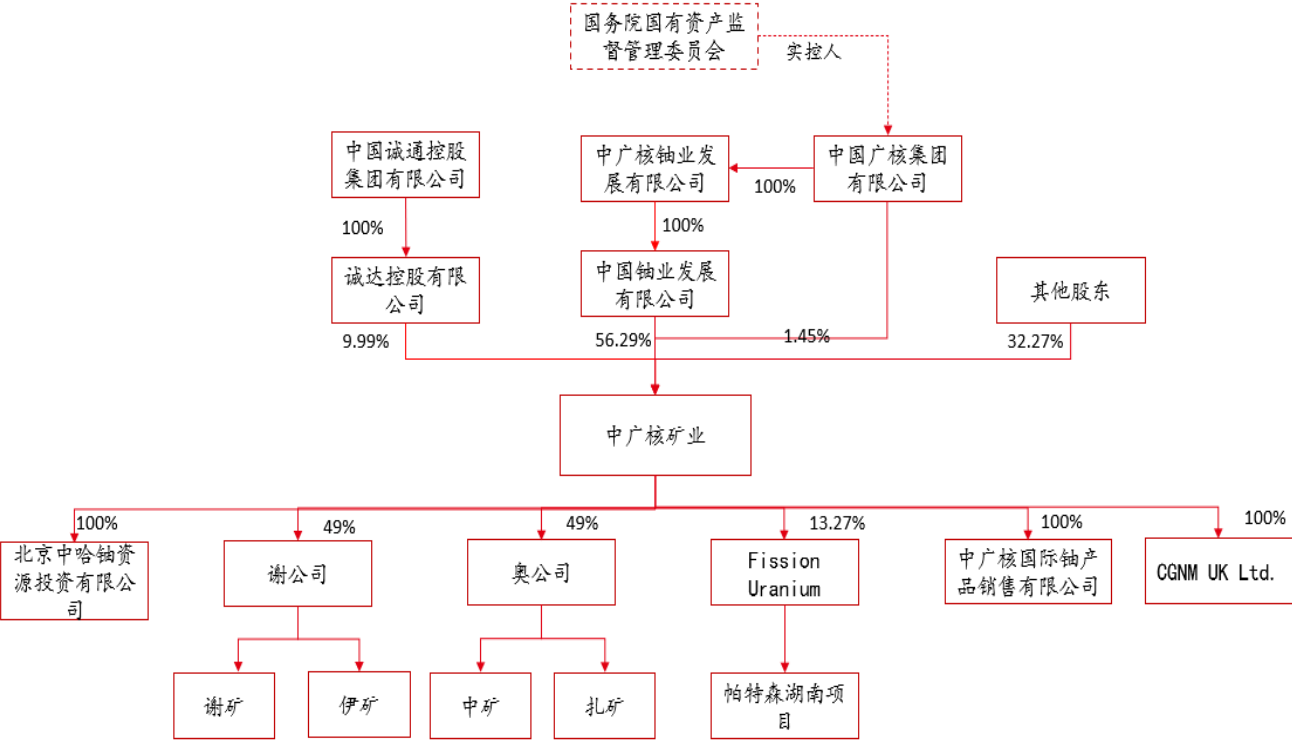 国务院国有资产监
督管理委员会
实控人
中国诚通控股
集团有限公司
中广核铀业发
展有限公司
100%
中国广核集团
有限公司
100%
100%
诚达控股有限
公司
中国铀业发展
有限公司
其他股东
9.99%
56.29%
1.45%
32.27%
中广核矿业
100%
49%
49%
13.27%
100%
100%
北京中哈铀资
源投资有限公
司
谢公司
奥公司
Fission
Uranium
中广核国际铀产
品销售有限公司
CGNM UK Ltd.
谢矿
伊矿
中矿
扎矿
帕特森湖南项
目